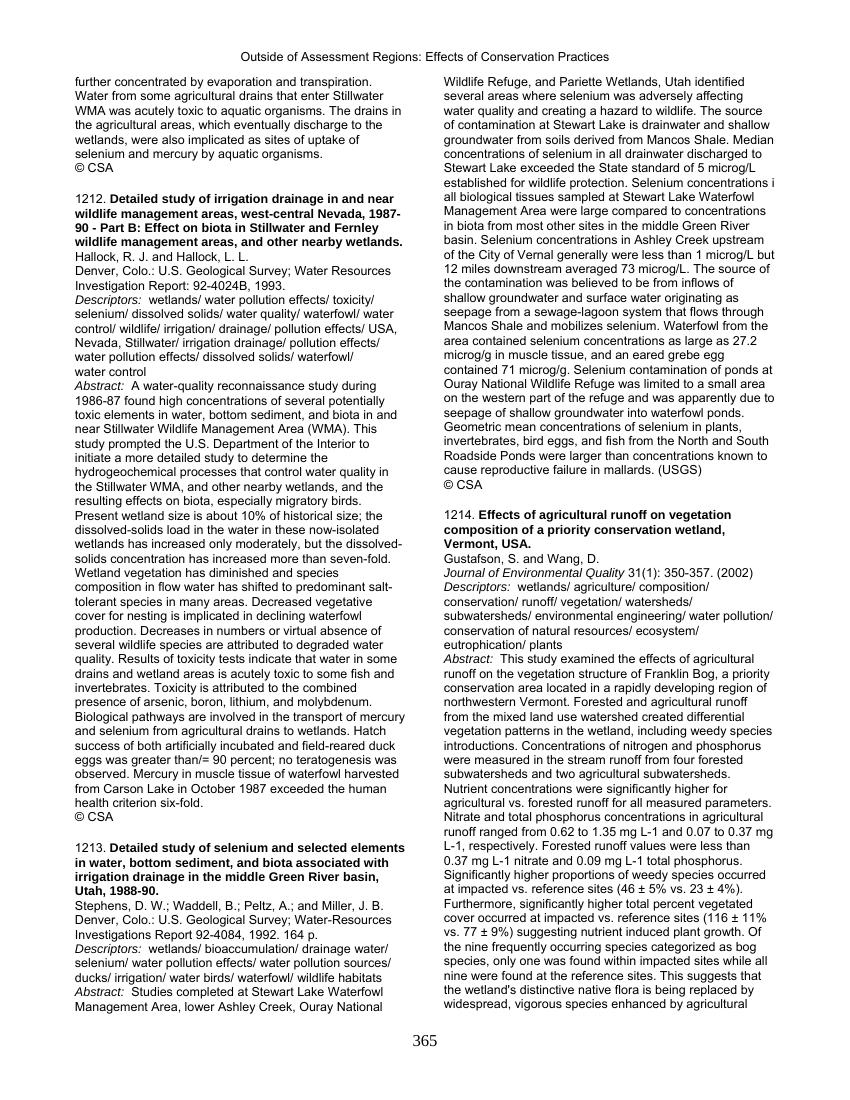 Outside of Assessment Regions: Effects of Conservation Practices
further concentrated by evaporation and transpiration.
Water from some agricultural drains that enter Stillwater
WMA was acutely toxic to aquatic organisms. The drains in
the agricultural areas, which eventually discharge to the
wetlands, were also implicated as sites of uptake of
selenium and mercury by aquatic organisms.
© CSA
1212. Detailed study of irrigation drainage in and near
wildlife management areas, west-central Nevada, 1987-
90 - Part B: Effect on biota in Stillwater and Fernley
wildlife management areas, and other nearby wetlands.
Hallock, R. J. and Hallock, L. L.
Denver, Colo.: U.S. Geological Survey; Water Resources
Investigation Report: 92-4024B, 1993.
Descriptors: wetlands/ water pollution effects/ toxicity/
selenium/ dissolved solids/ water quality/ waterfowl/ water
control/ wildlife/ irrigation/ drainage/ pollution effects/ USA,
Nevada, Stillwater/ irrigation drainage/ pollution effects/
water pollution effects/ dissolved solids/ waterfowl/
water control
Abstract: A water-quality reconnaissance study during
1986-87 found high concentrations of several potentially
toxic elements in water, bottom sediment, and biota in and
near Stillwater Wildlife Management Area (WMA). This
study prompted the U.S. Department of the Interior to
initiate a more detailed study to determine the
hydrogeochemical processes that control water quality in
the Stillwater WMA, and other nearby wetlands, and the
resulting effects on biota, especially migratory birds.
Present wetland size is about 10% of historical size; the
dissolved-solids load in the water in these now-isolated
wetlands has increased only moderately, but the dissolved-
solids concentration has increased more than seven-fold.
Wetland vegetation has diminished and species
composition in flow water has shifted to predominant salt-
tolerant species in many areas. Decreased vegetative
cover for nesting is implicated in declining waterfowl
production. Decreases in numbers or virtual absence of
several wildlife species are attributed to degraded water
quality. Results of toxicity tests indicate that water in some
drains and wetland areas is acutely toxic to some fish and
invertebrates. Toxicity is attributed to the combined
presence of arsenic, boron, lithium, and molybdenum.
Biological pathways are involved in the transport of mercury
and selenium from agricultural drains to wetlands. Hatch
success of both artificially incubated and field-reared duck
eggs was greater than/= 90 percent; no teratogenesis was
observed. Mercury in muscle tissue of waterfowl harvested
from Carson Lake in October 1987 exceeded the human
health criterion six-fold.
© CSA
1213. Detailed study of selenium and selected elements
in water, bottom sediment, and biota associated with
irrigation drainage in the middle Green River basin,
Utah, 1988-90.
Stephens, D. W.; Waddell, B.; Peltz, A.; and Miller, J. B.
Denver, Colo.: U.S. Geological Survey; Water-Resources
Investigations Report 92-4084, 1992. 164 p.
Descriptors: wetlands/ bioaccumulation/ drainage water/
selenium/ water pollution effects/ water pollution sources/
ducks/ irrigation/ water birds/ waterfowl/ wildlife habitats
Abstract: Studies completed at Stewart Lake Waterfowl
Management Area, lower Ashley Creek, Ouray National
Wildlife Refuge, and Pariette Wetlands, Utah identified
several areas where selenium was adversely affecting
water quality and creating a hazard to wildlife. The source
of contamination at Stewart Lake is drainwater and shallow
groundwater from soils derived from Mancos Shale. Median
concentrations of selenium in all drainwater discharged to
Stewart Lake exceeded the State standard of 5 microg/L
established for wildlife protection. Selenium concentrations i
all biological tissues sampled at Stewart Lake Waterfowl
Management Area were large compared to concentrations
in biota from most other sites in the middle Green River
basin. Selenium concentrations in Ashley Creek upstream
of the City of Vernal generally were less than 1 microg/L but
12 miles downstream averaged 73 microg/L. The source of
the contamination was believed to be from inflows of
shallow groundwater and surface water originating as
seepage from a sewage-lagoon system that flows through
Mancos Shale and mobilizes selenium. Waterfowl from the
area contained selenium concentrations as large as 27.2
microg/g in muscle tissue, and an eared grebe egg
contained 71 microg/g. Selenium contamination of ponds at
Ouray National Wildlife Refuge was limited to a small area
on the western part of the refuge and was apparently due to
seepage of shallow groundwater into waterfowl ponds.
Geometric mean concentrations of selenium in plants,
invertebrates, bird eggs, and fish from the North and South
Roadside Ponds were larger than concentrations known to
cause reproductive failure in mallards. (USGS)
© CSA
1214. Effects of agricultural runoff on vegetation
composition of a priority conservation wetland,
Vermont, USA.
Gustafson, S. and Wang, D.
Journal of Environmental Quality 31(1): 350-357. (2002)
Descriptors: wetlands/ agriculture/ composition/
conservation/ runoff/ vegetation/ watersheds/
subwatersheds/ environmental engineering/ water pollution/
conservation of natural resources/ ecosystem/
eutrophication/ plants
Abstract: This study examined the effects of agricultural
runoff on the vegetation structure of Franklin Bog, a priority
conservation area located in a rapidly developing region of
northwestern Vermont. Forested and agricultural runoff
from the mixed land use watershed created differential
vegetation patterns in the wetland, including weedy species
introductions. Concentrations of nitrogen and phosphorus
were measured in the stream runoff from four forested
subwatersheds and two agricultural subwatersheds.
Nutrient concentrations were significantly higher for
agricultural vs. forested runoff for all measured parameters.
Nitrate and total phosphorus concentrations in agricultural
runoff ranged from 0.62 to 1.35 mg L-1 and 0.07 to 0.37 mg
L-1, respectively. Forested runoff values were less than
0.37 mg L-1 nitrate and 0.09 mg L-1 total phosphorus.
Significantly higher proportions of weedy species occurred
at impacted vs. reference sites (46 ± 5% vs. 23 ± 4%).
Furthermore, significantly higher total percent vegetated
cover occurred at impacted vs. reference sites (116 ± 11%
vs. 77 ± 9%) suggesting nutrient induced plant growth. Of
the nine frequently occurring species categorized as bog
species, only one was found within impacted sites while all
nine were found at the reference sites. This suggests that
the wetland's distinctive native flora is being replaced by
widespread, vigorous species enhanced by agricultural
365